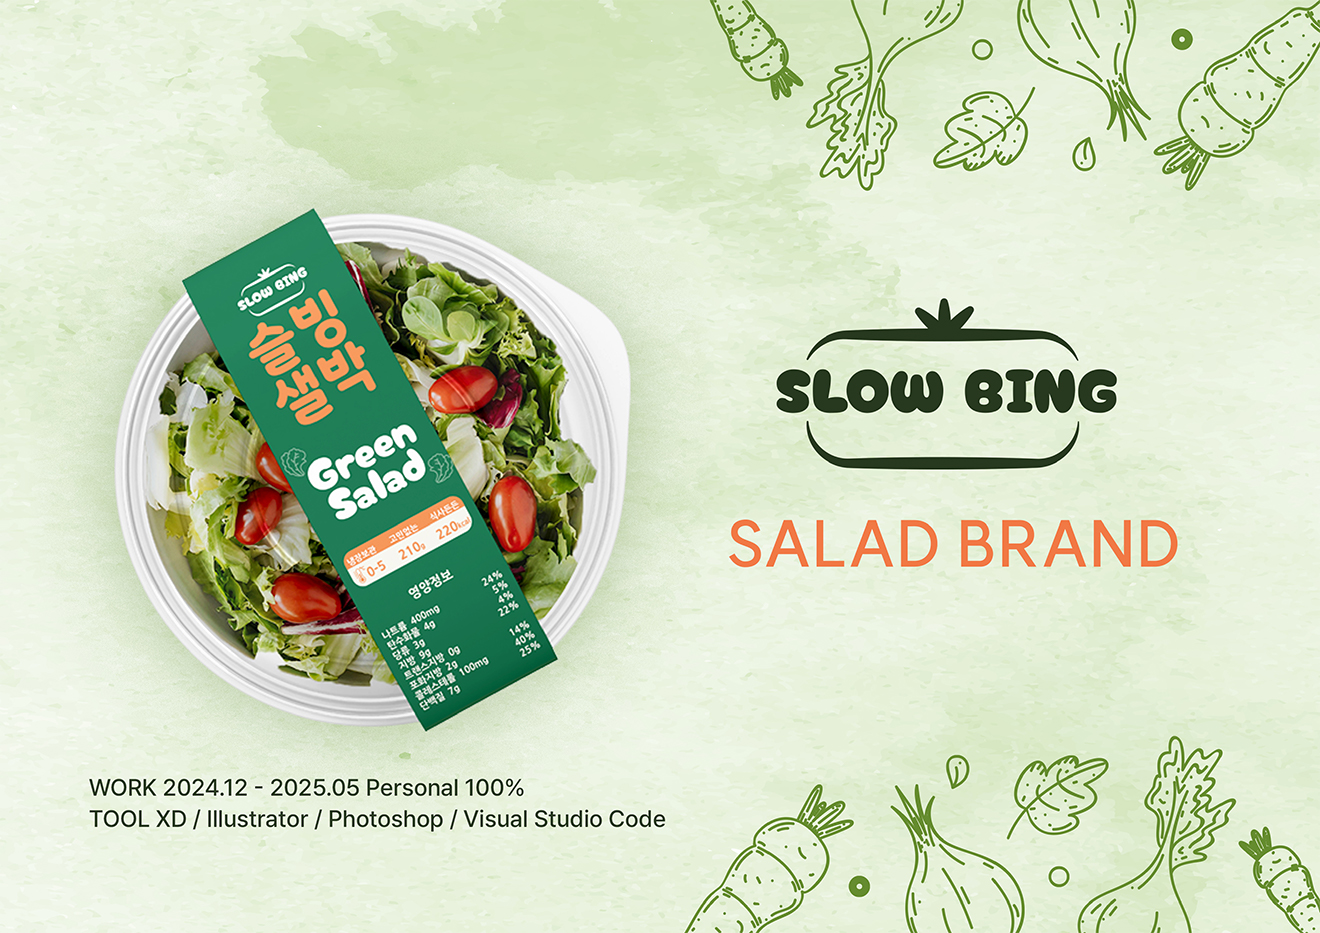 SLOW BING
슬로우빙
샐박
Green
Salad
냉장보관 고민없는 식사든든
0-5 210g 220kcal
영양정보
나트륨 400mg 24%
탄수화물 4g 5%
당류 3g 4%
지방 9g 22%
트랜스지방 0g
포화지방 2g 14%
콜레스테롤 100mg 40%
단백질 7g 25%
SLOW BING
SALAD BRAND
WORK 2024.12 - 2025.05 Personal 100%
TOOL XD / Illustrator / Photoshop / Visual Studio Code